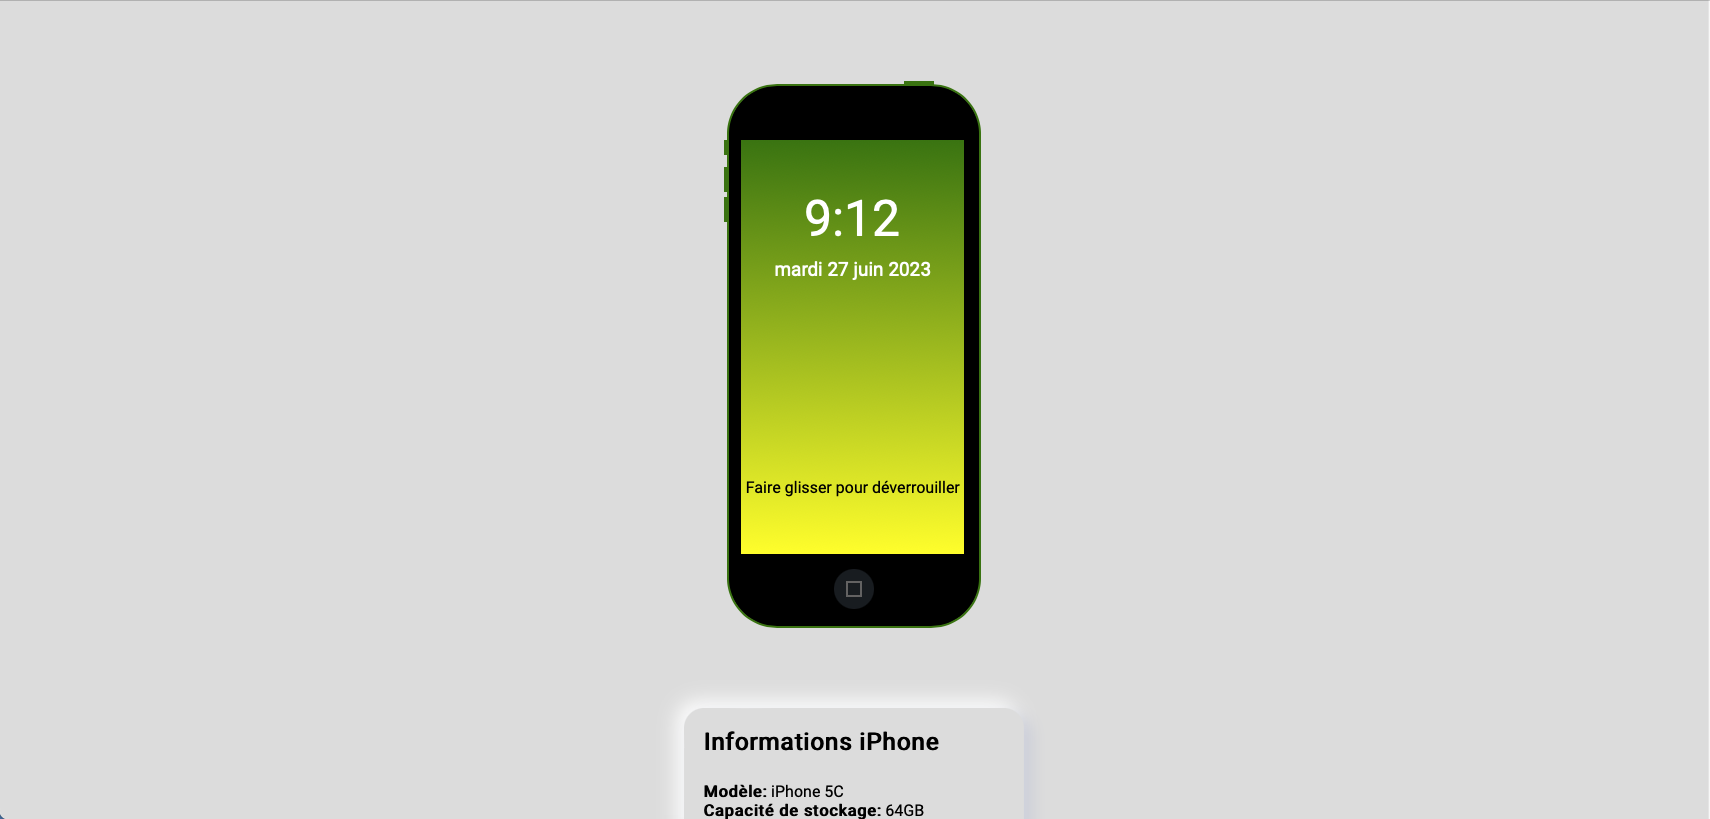 9:12
mardi 27 juin 2023
Faire glisser pour déverrouiller
Informations iPhone
Modèle: iPhone 5C
Capacité de stockage: 64GB